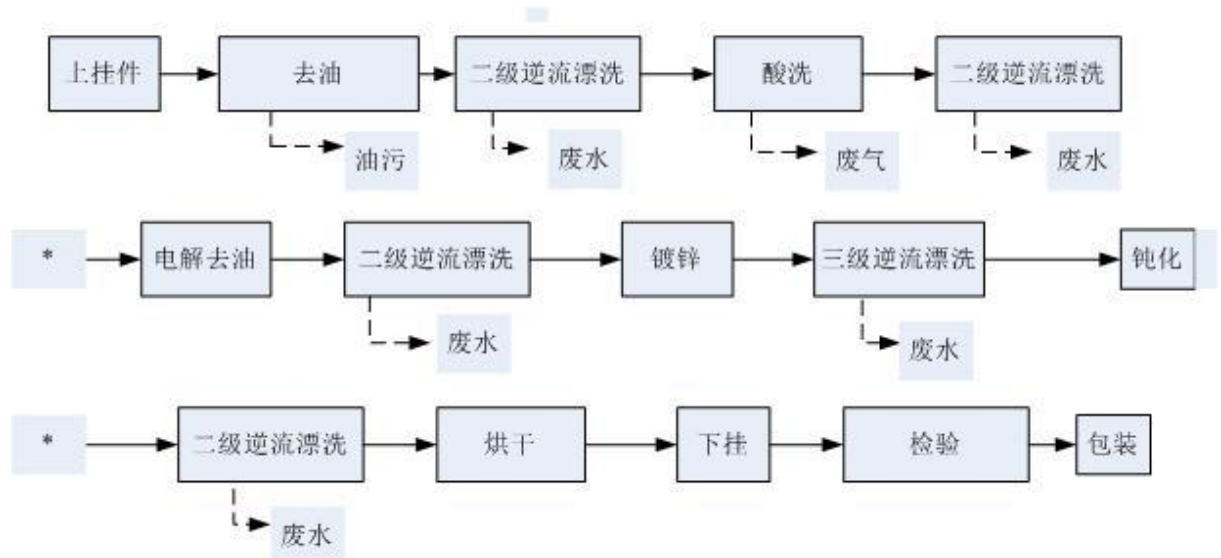 上挂件 去油 二级逆流漂洗 酸洗 二级逆流漂洗
油污 废水 废气 废水
* 电解去油 二级逆流漂洗 镀锌 三级逆流漂洗 钝化
废水 废水
* 二级逆流漂洗 烘干 下挂 检验 包装
废水